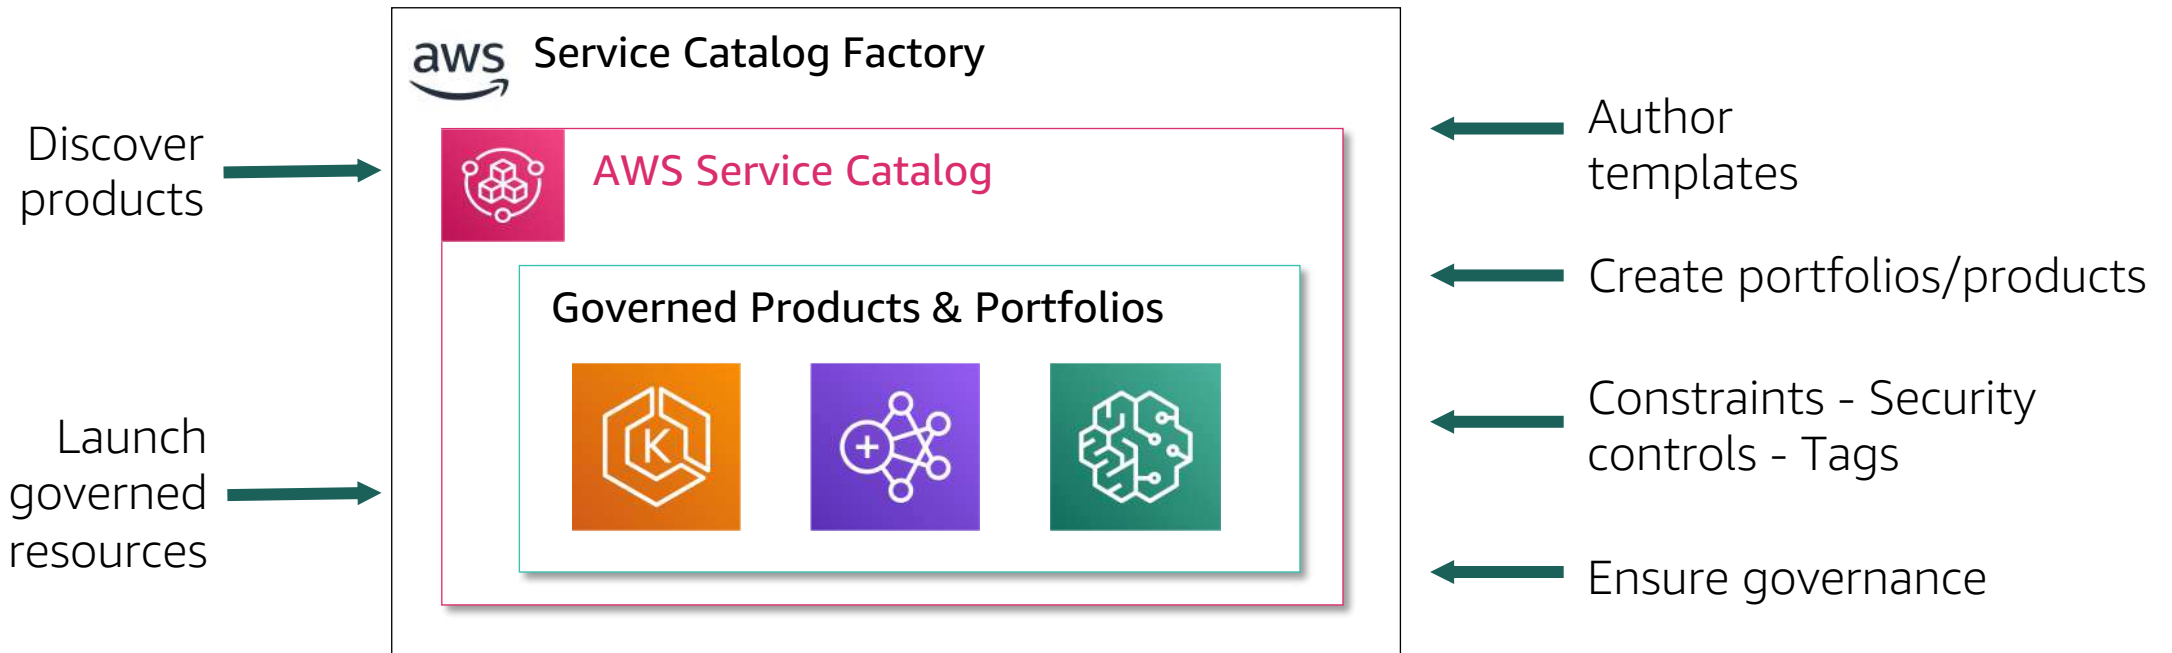 aws
Service Catalog Factory
Discover
products
AWS Service Catalog
Author
templates
Create portfolios/products
Governed Products & Portfolios
K
Constraints - Security
controls - Tags
Launch
governed
resources
Ensure governance